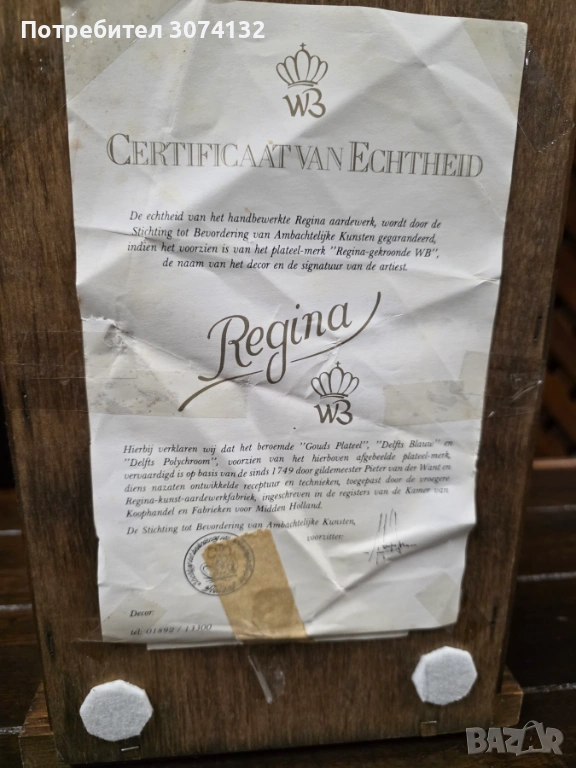 Потребител 3074132
WB
CERTIFICAAT VAN ECHTHEID
De echtheid van het handbewerkte Regina aardewerk, wordt door de
Stichting tot Bevordering van Ambachtelijke Kunsten gegarandeerd,
indien het voorzien is van het plateel-merk "Regina-gekroonde WB",
de naam van het decor en de signatuur van de artiest.
Regina
WB
Hierbij verklaren wij dat het beroemde "Gouds Plateel", "Delfts Blauw" en
"Delfts Polychroom", voorzien van het hierboven afgebeelde plateel-merk,
vervaardigd is op basis van de sinds 1749 door gildemeester Pieter van der Want en
diens nazaten ontwikkelde receptuur en technieken, toegepast door de vroegere
Regina-kunst-aardewerkfabriek, ingeschreven in de registers van de Kamer van
Koophandel en Fabrieken voor Midden Holland.
De Stichting tot Bevordering van Ambachtelijke Kunsten,
voorzitter:
Decor:
tel. 01892 / 13300
BAZAR